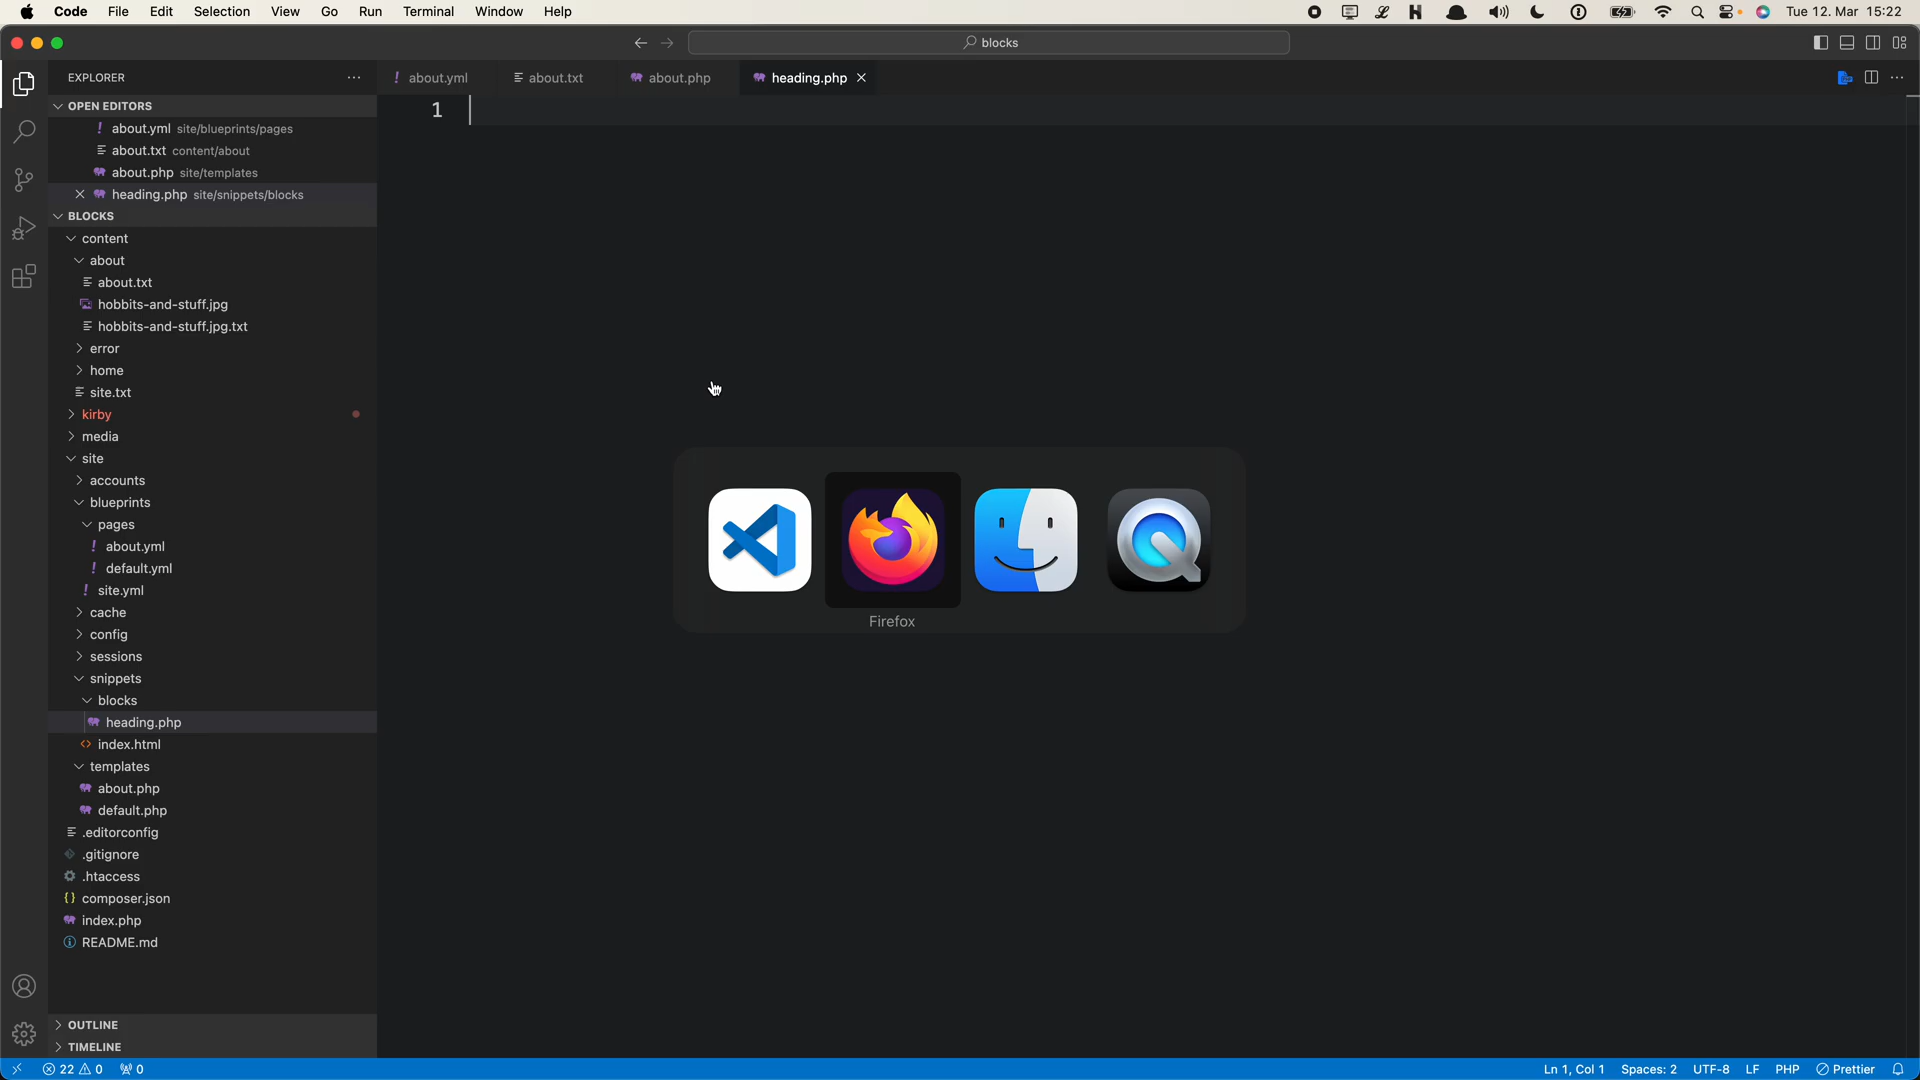 Code File Edit Selection View Go Run Terminal Window Help Tue 12. Mar 15:22
blocks
EXPLORER
about.yml about.txt about.php heading.php
OPEN EDITORS
about.yml site/blueprints/pages
about.txt content/about
about.php site/templates
heading.php site/snippets/blocks
1
BLOCKS
content
about
about.txt
hobbits-and-stuff.jpg
hobbits-and-stuff.jpg.txt
error
home
site.txt
kirby
media
site
accounts
blueprints
pages
about.yml
default.yml
site.yml
cache
config
sessions
snippets
blocks
heading.php
index.html
templates
about.php
default.php
.editorconfig
.gitignore
.htaccess
composer.json
index.php
README.md
Firefox
OUTLINE
TIMELINE
22 0 0 Ln 1, Col 1 Spaces: 2 UTF-8 LF PHP Prettier